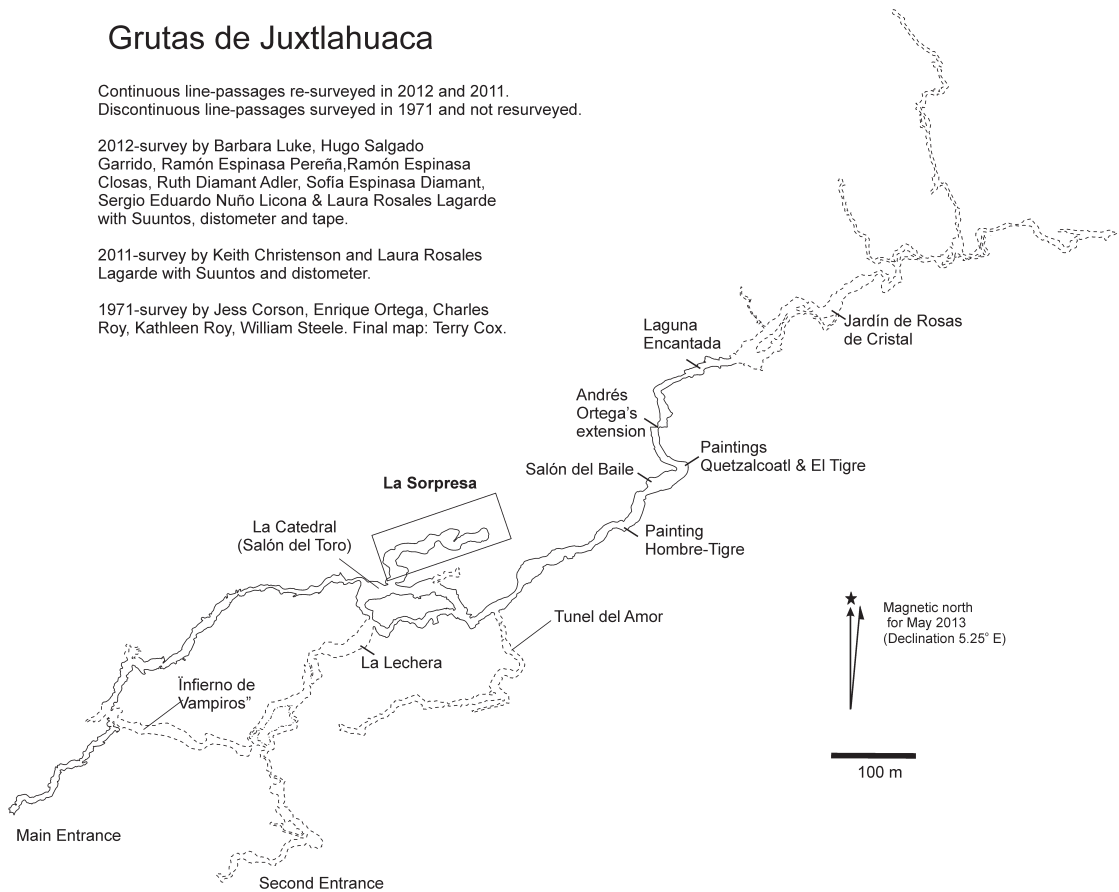 Grutas de Juxtlahuaca
Continuous line-passages re-surveyed in 2012 and 2011.
Discontinuous line-passages surveyed in 1971 and not resurveyed.
2012-survey by Barbara Luke, Hugo Salgado
Garrido, Ramón Espinasa Pereña,Ramón Espinasa
Closas, Ruth Diamant Adler, Sofía Espinasa Diamant,
Sergio Eduardo Nuño Licona & Laura Rosales Lagarde
with Suuntos, distometer and tape.
2011-survey by Keith Christenson and Laura Rosales
Lagarde with Suuntos and distometer.
1971-survey by Jess Corson, Enrique Ortega, Charles
Roy, Kathleen Roy, William Steele. Final map: Terry Cox.
Laguna
Encantada
Jardín de Rosas
de Cristal
Andrés
Ortega's
extension
Paintings
Quetzalcoatl & El Tigre
Salón del Baile
La Sorpresa
La Catedral
(Salón del Toro)
Painting
Hombre-Tigre
Tunel del Amor
La Lechera
Ïnfierno de
Vampiros”
Magnetic north
for May 2013
(Declination 5.25° E)
100 m
Main Entrance
Second Entrance